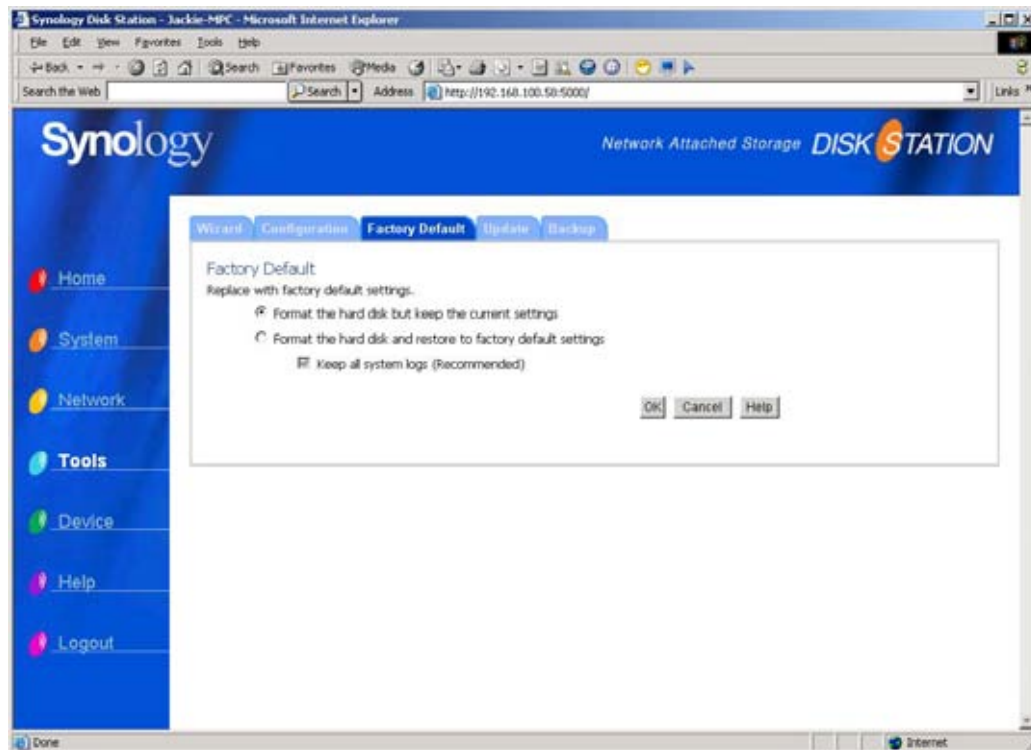 Synology Disk Station - Jackie-MPC - Microsoft Internet Explorer
File Edit View Favorites Tools Help
Back Search Favorites Media
Search the Web Search Address http://192.168.100.50:5000/ Links »
Synology
Network Attached Storage DISK STATION
Wizard Configuration Factory Default Update Backup
Home
System
Network
Tools
Device
Help
Logout
Factory Default
Replace with factory default settings.
Format the hard disk but keep the current settings
Format the hard disk and restore to factory default settings
Keep all system logs (Recommended)
OK Cancel Help
Done Internet